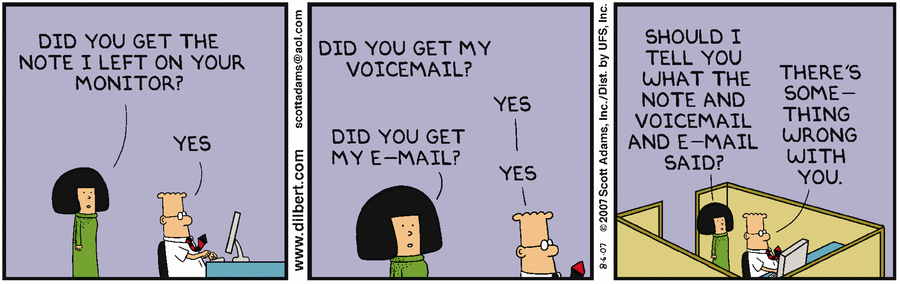 DID YOU GET THE
NOTE I LEFT ON YOUR
MONITOR?
YES
www.dilbert.com scottadams@aol.com
DID YOU GET MY
VOICEMAIL?
YES
DID YOU GET
MY E-MAIL?
YES
8-6-07 ©2007 Scott Adams, Inc./Dist. by UFS, Inc.
SHOULD I
TELL YOU
WHAT THE
NOTE AND
VOICEMAIL
AND E-MAIL
SAID?
THERE'S
SOME-
THING
WRONG
WITH
YOU.